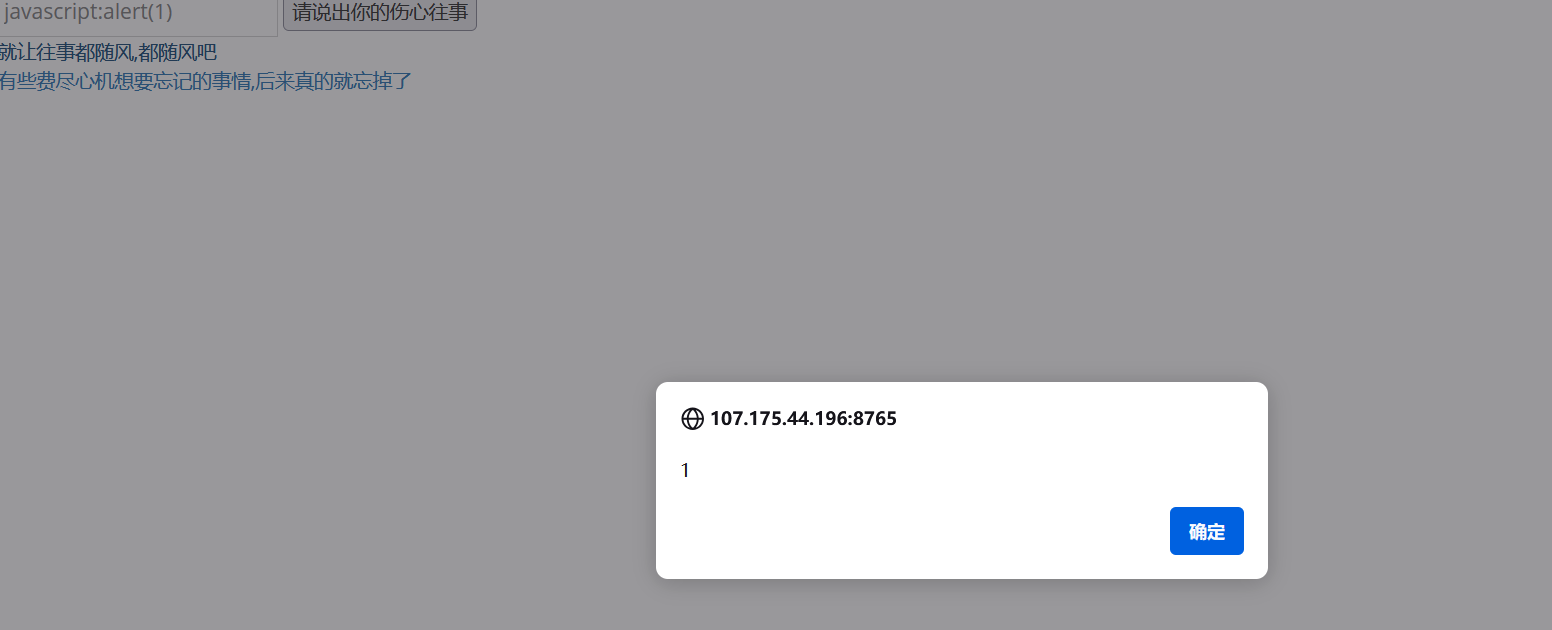 javascript:alert(1) 请说出你的伤心往事
就让往事都随风,都随风吧
有些费尽心机想要忘记的事情,后来真的就忘掉了
107.175.44.196:8765
1
确定